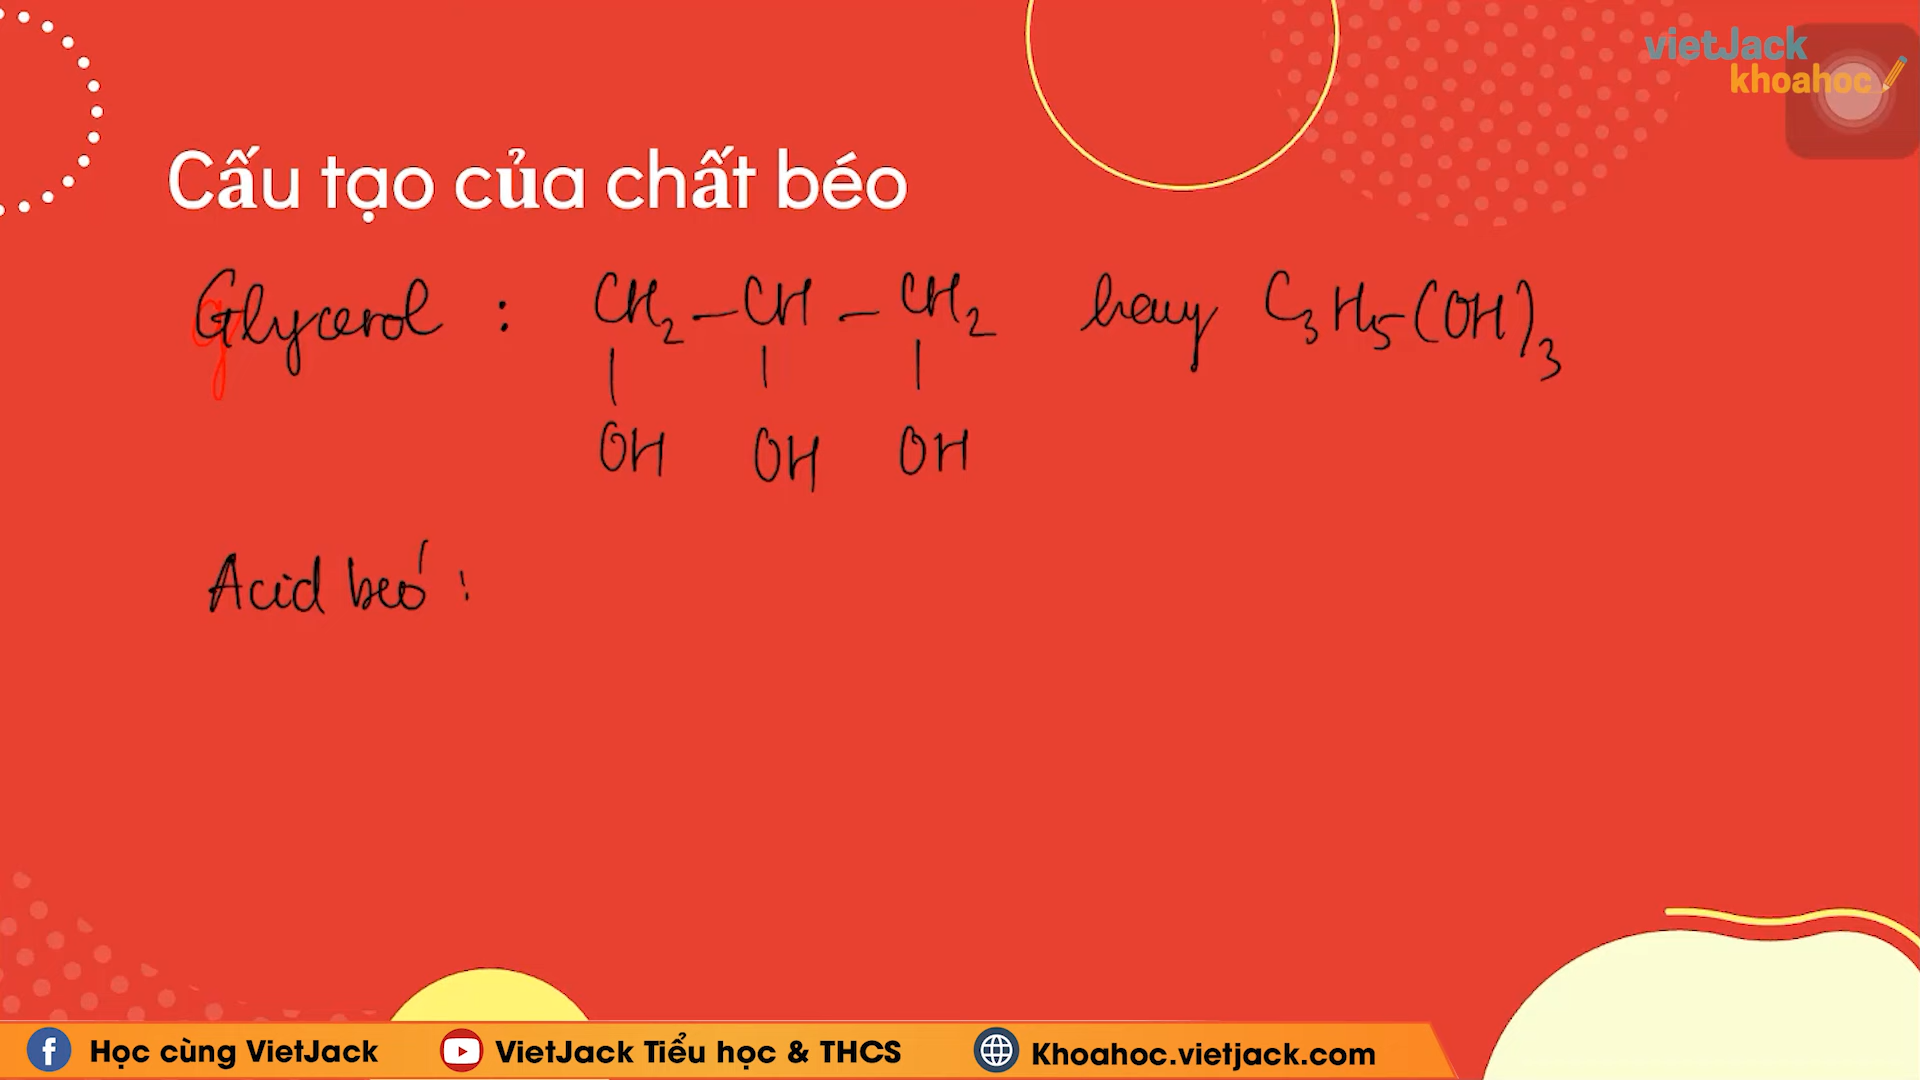 vietJack
khoahoc
Cấu tạo của chất béo
Glycerol : CH₂ – CH – CH₂ hay C₃H₅(OH)₃
OH OH OH
Acid béo :
Học cùng VietJack
VietJack Tiểu học & THCS
Khoahoc.vietjack.com